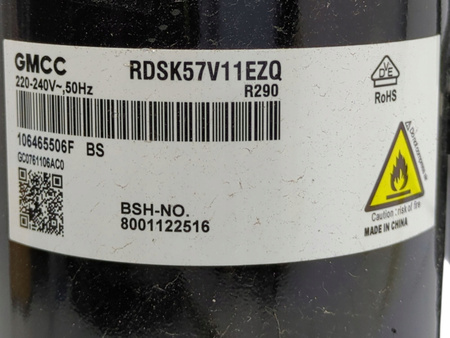 GMCC
RDSK57V11EZQ
220-240V~,50Hz
R290
106465506F BS
GC0761106AC0
BSH-NO.
8001122516
VDE
RoHS
Caution: risk of fire
MADE IN CHINA